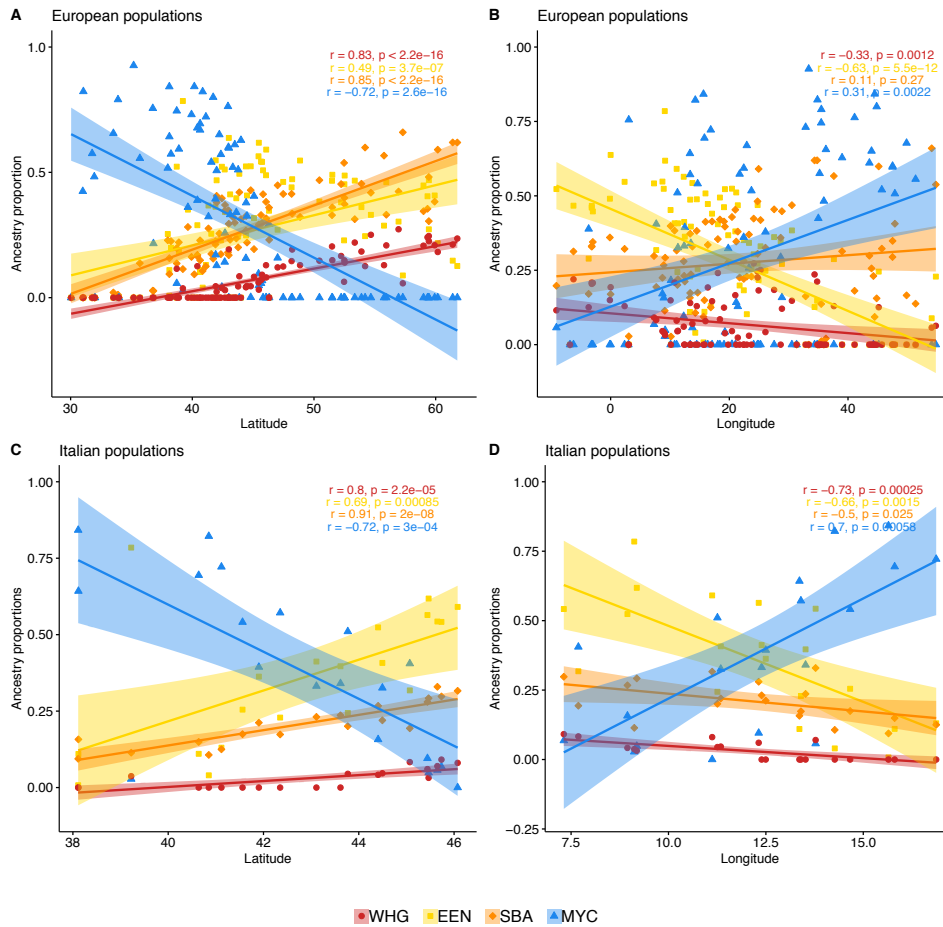 A European populations
r = 0.83, p < 2.2e−16
r = 0.49, p = 3.7e−07
r = 0.85, p < 2.2e−16
r = −0.72, p = 2.6e−16
Ancestry proportion
1.0
0.5
0.0
30 40 50 60
Latitude
B European populations
r = −0.33, p = 0.0012
r = −0.63, p = 5.5e−12
r = 0.11, p = 0.27
r = 0.31, p = 0.0022
Ancestry proportion
1.00
0.75
0.50
0.25
0.00
0 20 40
Longitude
C Italian populations
r = 0.8, p = 2.2e−05
r = 0.69, p = 0.00085
r = 0.91, p = 2e−08
r = −0.72, p = 3e−04
Ancestry proportions
1.00
0.75
0.50
0.25
0.00
38 40 42 44 46
Latitude
D Italian populations
r = −0.73, p = 0.00025
r = −0.66, p = 0.0015
r = −0.5, p = 0.025
r = 0.7, p = 0.00058
Ancestry proportions
1.00
0.75
0.50
0.25
0.00
−0.25
7.5 10.0 12.5 15.0
Longitude
WHG EEN SBA MYC